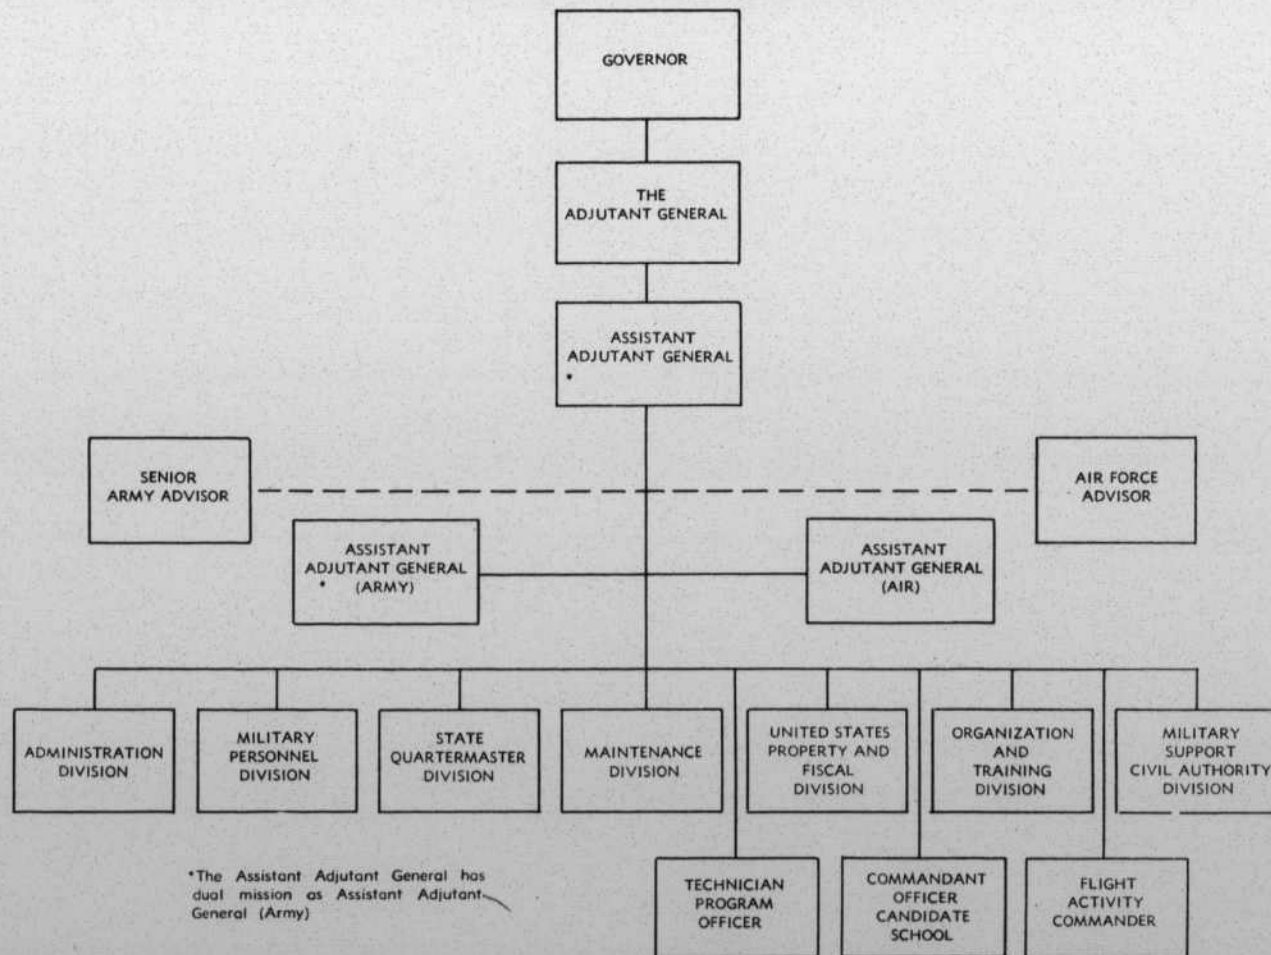 GOVERNOR
THE
ADJUTANT GENERAL
ASSISTANT
ADJUTANT GENERAL
*
SENIOR
ARMY ADVISOR
AIR FORCE
ADVISOR
ASSISTANT
ADJUTANT GENERAL
* (ARMY)
ASSISTANT
ADJUTANT GENERAL
(AIR)
ADMINISTRATION
DIVISION
MILITARY
PERSONNEL
DIVISION
STATE
QUARTERMASTER
DIVISION
MAINTENANCE
DIVISION
UNITED STATES
PROPERTY AND
FISCAL
DIVISION
ORGANIZATION
AND
TRAINING
DIVISION
MILITARY
SUPPORT
CIVIL AUTHORITY
DIVISION
TECHNICIAN
PROGRAM
OFFICER
COMMANDANT
OFFICER
CANDIDATE
SCHOOL
FLIGHT
ACTIVITY
COMMANDER
*The Assistant Adjutant General has
dual mission as Assistant Adjutant
General (Army)